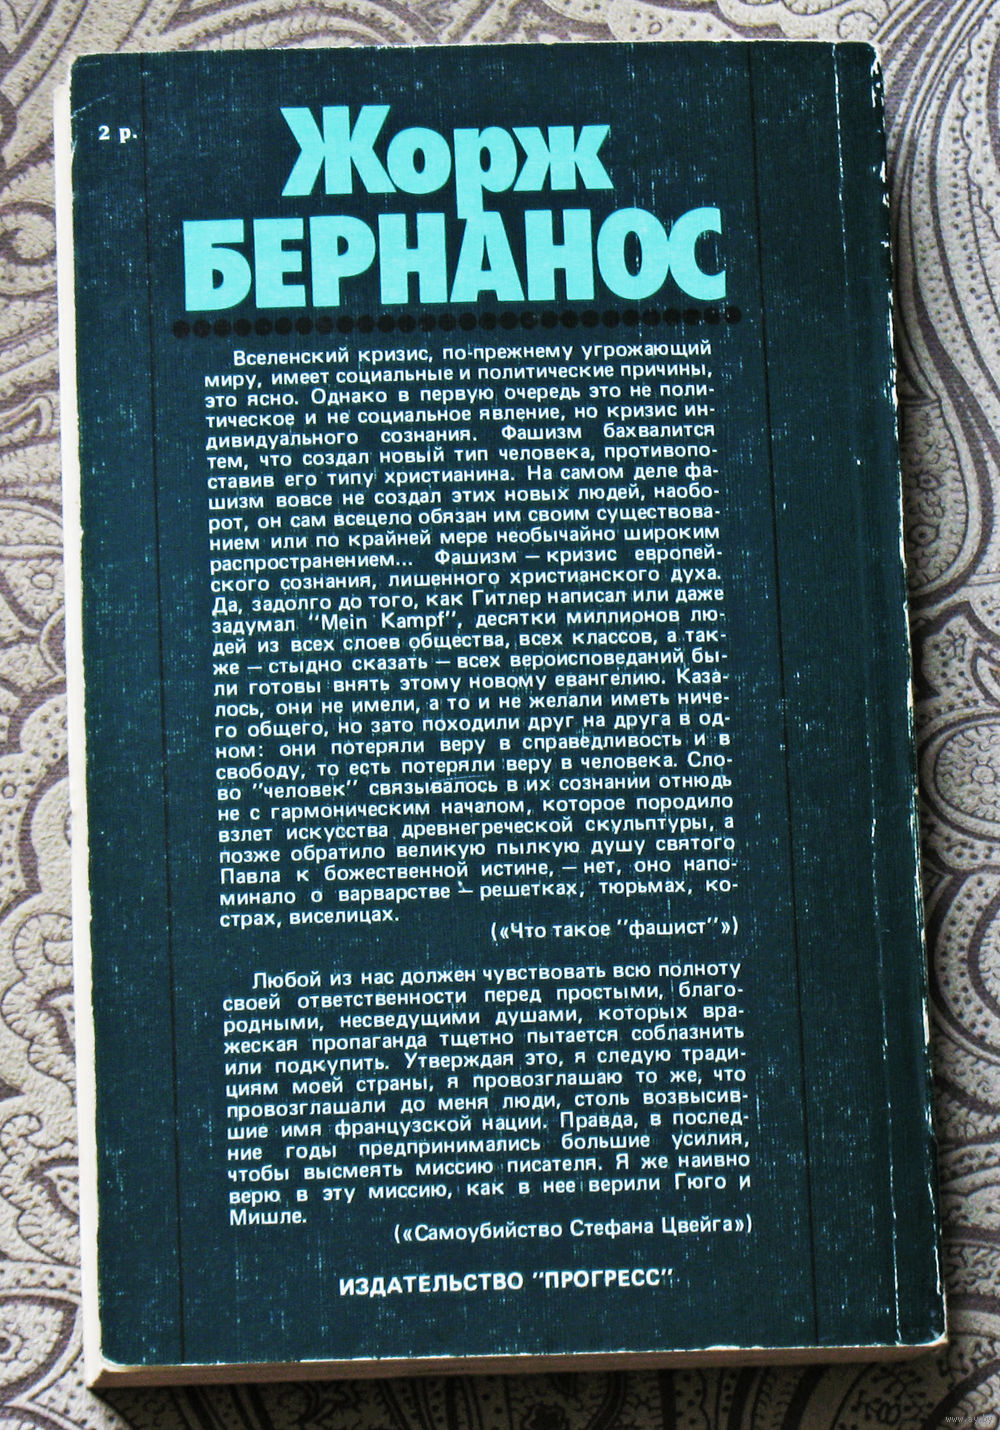 2 р.
Жорж
БЕРНАНОС
Вселенский кризис, по-прежнему угрожающий
миру, имеет социальные и политические причины,
это ясно. Однако в первую очередь это не поли-
тическое и не социальное явление, но кризис ин-
дивидуального сознания. Фашизм бахвалится
тем, что создал новый тип человека, противопо-
ставив его типу христианина. На самом деле фа-
шизм вовсе не создал этих новых людей, наобо-
рот, он сам всецело обязан им своим существова-
нием или по крайней мере необычайно широким
распространением... Фашизм — кризис европей-
ского сознания, лишенного христианского духа.
Да, задолго до того, как Гитлер написал или даже
задумал "Mein Kampf", десятки миллионов лю-
дей из всех слоев общества, всех классов, а так-
же — стыдно сказать — всех вероисповеданий бы-
ли готовы внять этому новому евангелию. Каза-
лось, они не имели, а то и не желали иметь ниче-
го общего, но зато походили друг на друга в од-
ном: они потеряли веру в справедливость и в
свободу, то есть потеряли веру в человека. Сло-
во "человек" связывалось в их сознании отнюдь
не с гармоническим началом, которое породило
взлет искусства древнегреческой скульптуры, а
позже обратило великую пылкую душу святого
Павла к божественной истине, — нет, оно напо-
минало о варварстве — решетках, тюрьмах, ко-
страх, виселицах.
(«Что такое "фашист"»)
Любой из нас должен чувствовать всю полноту
своей ответственности перед простыми, благо-
родными, несведущими душами, которых вра-
жеская пропаганда тщетно пытается соблазнить
или подкупить. Утверждая это, я следую тради-
циям моей страны, я провозглашаю то же, что
провозглашали до меня люди, столь возвысив-
шие имя французской нации. Правда, в послед-
ние годы предпринимались большие усилия,
чтобы высмеять миссию писателя. Я же наивно
верю в эту миссию, как в нее верили Гюго и
Мишле.
(«Самоубийство Стефана Цвейга»)
ИЗДАТЕЛЬСТВО "ПРОГРЕСС"